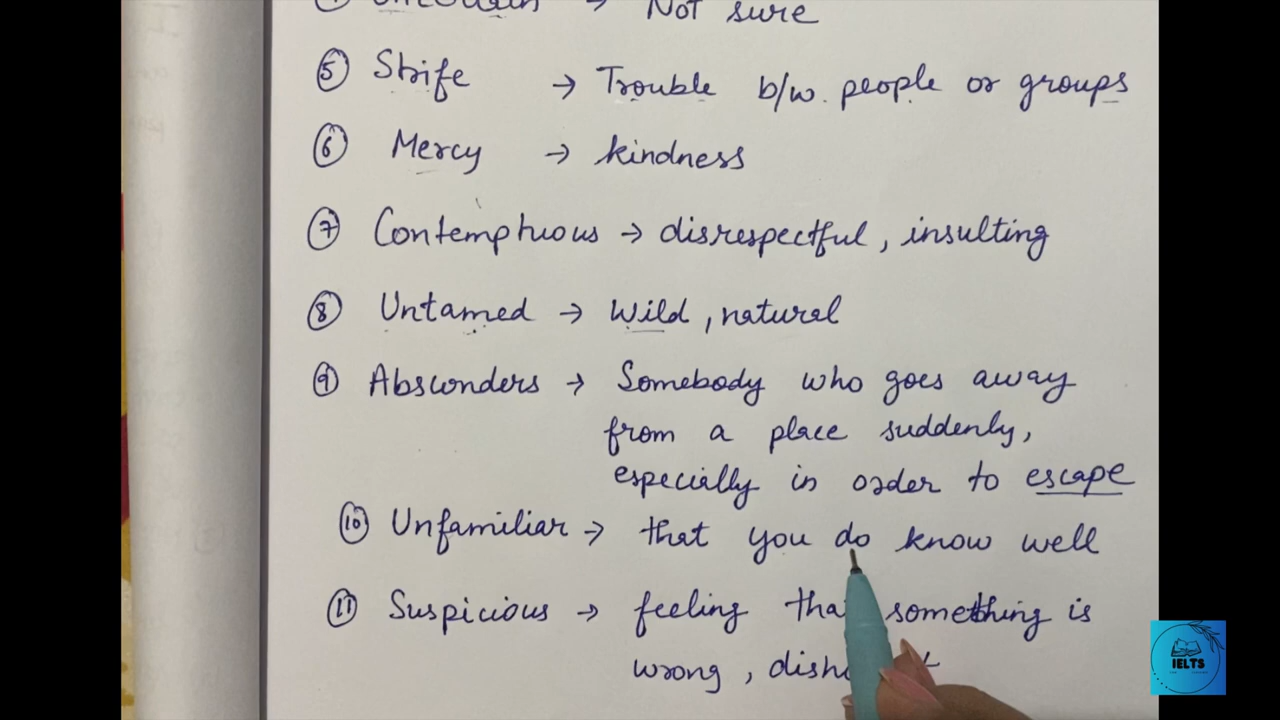 → Not sure
⑤ Strife → Trouble b/w. people or groups
⑥ Mercy → kindness
⑦ Contemptuous → disrespectful, insulting
⑧ Untamed → Wild, natural
⑨ Absconders → Somebody who goes away
from a place suddenly,
especially in order to escape
⑩ Unfamiliar → that you do know well
⑪ Suspicious → feeling that something is
wrong,
IELTS